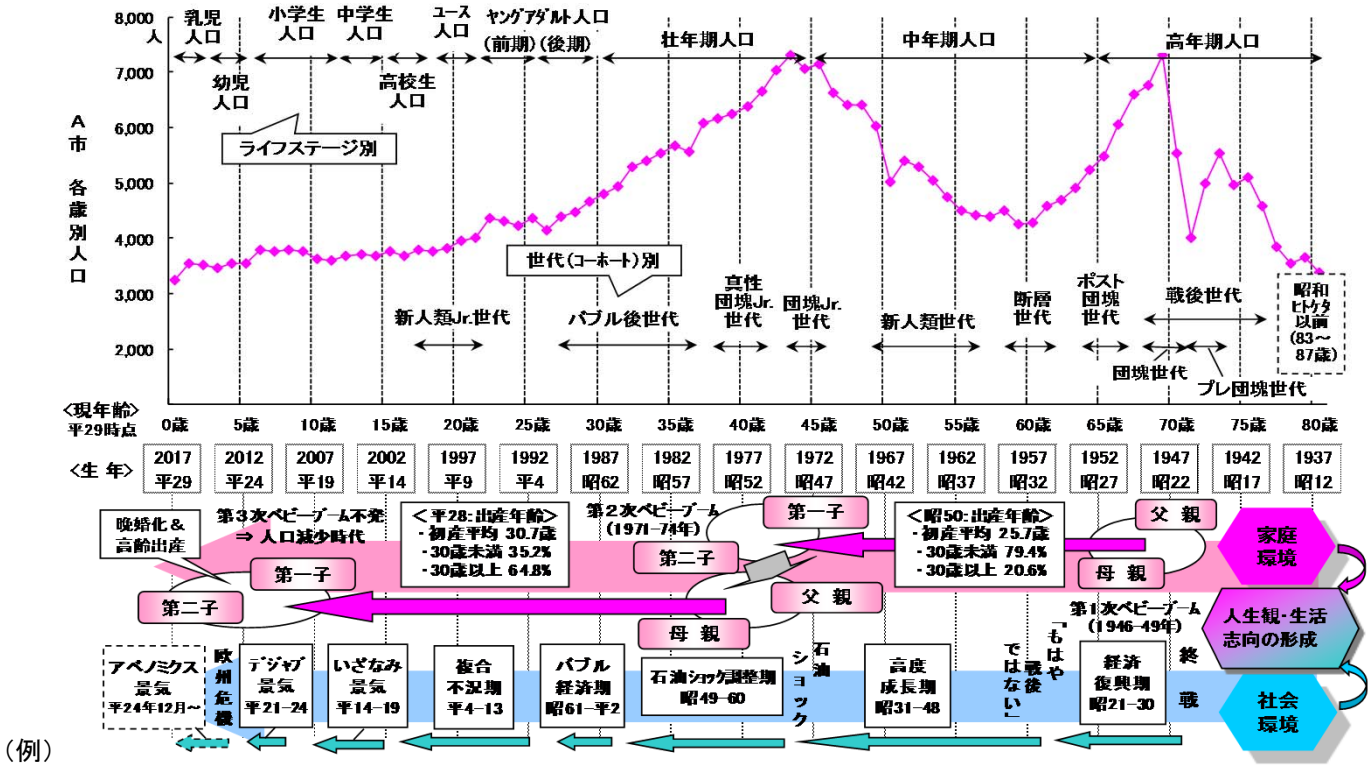 8,000
人
7,000
6,000
5,000
4,000
3,000
2,000
A市 各歳別人口
乳児
人口
幼児
人口
小学生
人口
中学生
人口
高校生
人口
ユース
人口
ヤングアダルト人口
(前期)(後期)
壮年期人口
中年期人口
高年期人口
ライフステージ別
世代(コーホート)別
新人類Jr.世代
バブル後世代
真性
団塊Jr.
世代
団塊Jr.
世代
新人類世代
断層
世代
ポスト
団塊
世代
戦後世代
団塊世代
プレ団塊世代
昭和
ヒトケタ
以前
(83～
87歳)
<現年齢>
平29時点
0歳 5歳 10歳 15歳 20歳 25歳 30歳 35歳 40歳 45歳 50歳 55歳 60歳 65歳 70歳 75歳 80歳
<生 年>
2017 2012 2007 2002 1997 1992 1987 1982 1977 1972 1967 1962 1957 1952 1947 1942 1937
平29 平24 平19 平14 平9 平4 昭62 昭57 昭52 昭47 昭42 昭37 昭32 昭27 昭22 昭17 昭12
晩婚化&
高齢出産
第3次ベビーブーム不発
⇒ 人口減少時代
<平28:出産年齢>
- 初産平均 30.7歳
- 30歳未満 35.2%
- 30歳以上 64.8%
第2次ベビーブーム
(1971-74年)
第一子
第二子
<昭50:出産年齢>
- 初産平均 25.7歳
- 30歳未満 79.4%
- 30歳以上 20.6%
父 親
母 親
家庭
環境
第一子
第二子
父 親
母 親
第1次ベビーブーム
(1946-49年)
人生観・生活
志向の形成
アベノミクス
景気
平24年12月～
欧州危機
デジャブ
景気
平21-24
いざなみ
景気
平14-19
複合
不況期
平4-13
バブル
経済期
昭61-平2
石油ショック調整期
昭49-60
石油
ショック
高度
成長期
昭31-48
「もはや
戦後
ではない」
経済
復興期
昭21-30
終戦
社会
環境
(例)